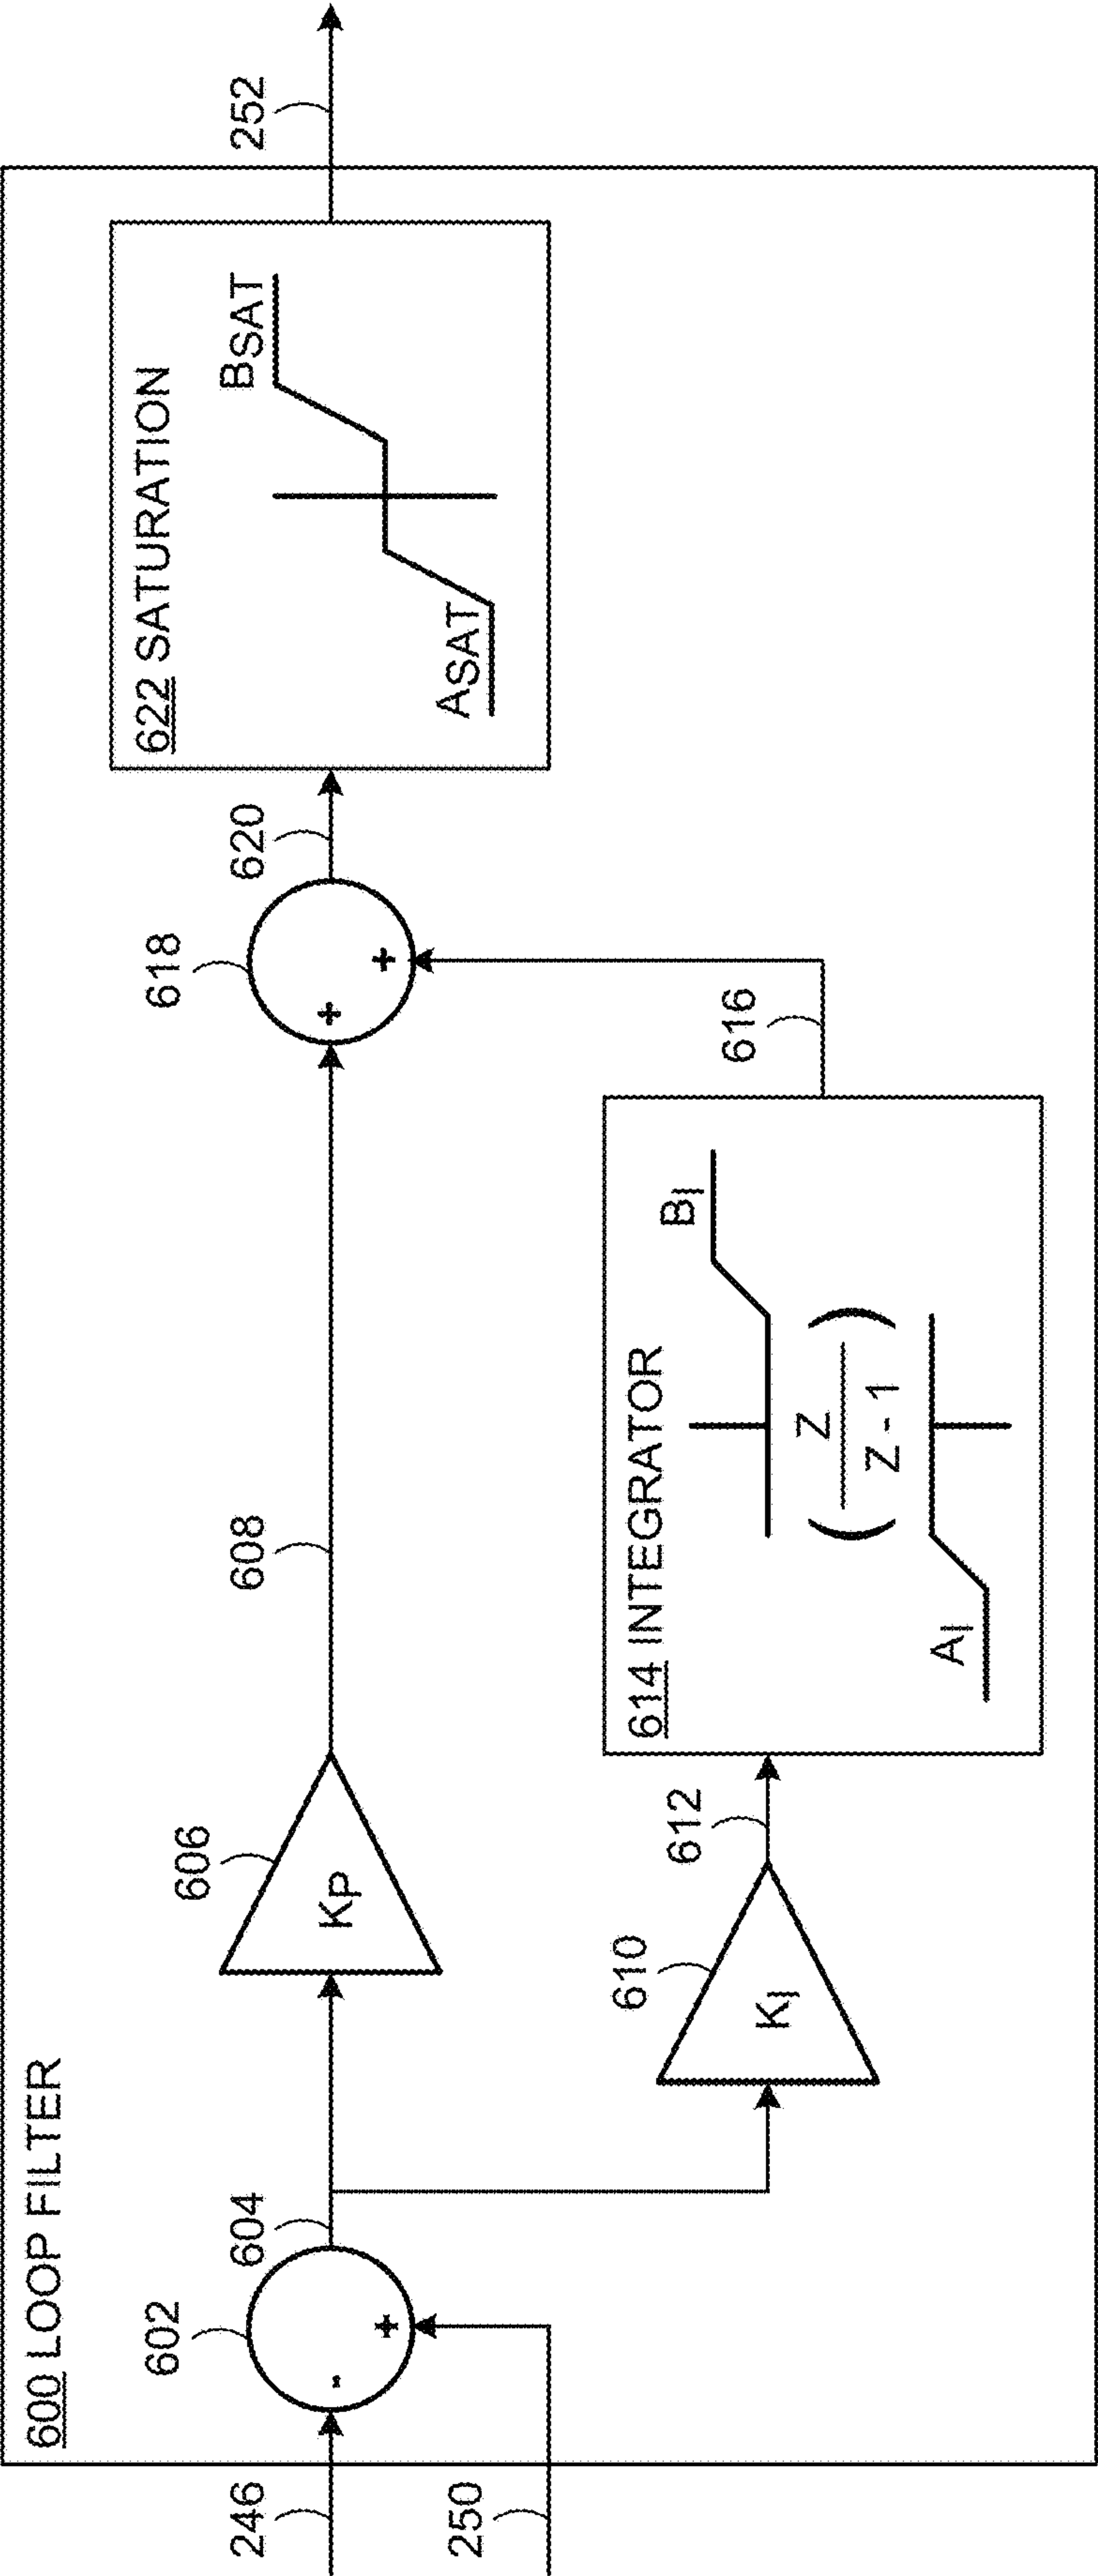 600 LOOP FILTER
246
250
602
-
+
604
606
KP
608
610
KI
612
614 INTEGRATOR
BI
( Z
Z - 1 )
AI
616
618
+
+
620
622 SATURATION
BSAT
ASAT
252